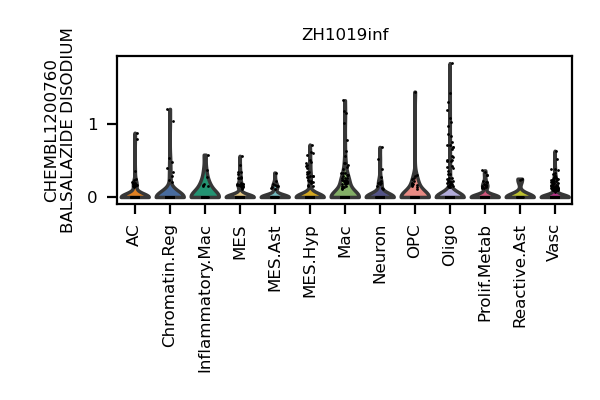 ZH1019inf
CHEMBL1200760
BALSALAZIDE DISODIUM
1
0
AC
Chromatin.Reg
Inflammatory.Mac
MES
MES.Ast
MES.Hyp
Mac
Neuron
OPC
Oligo
Prolif.Metab
Reactive.Ast
Vasc